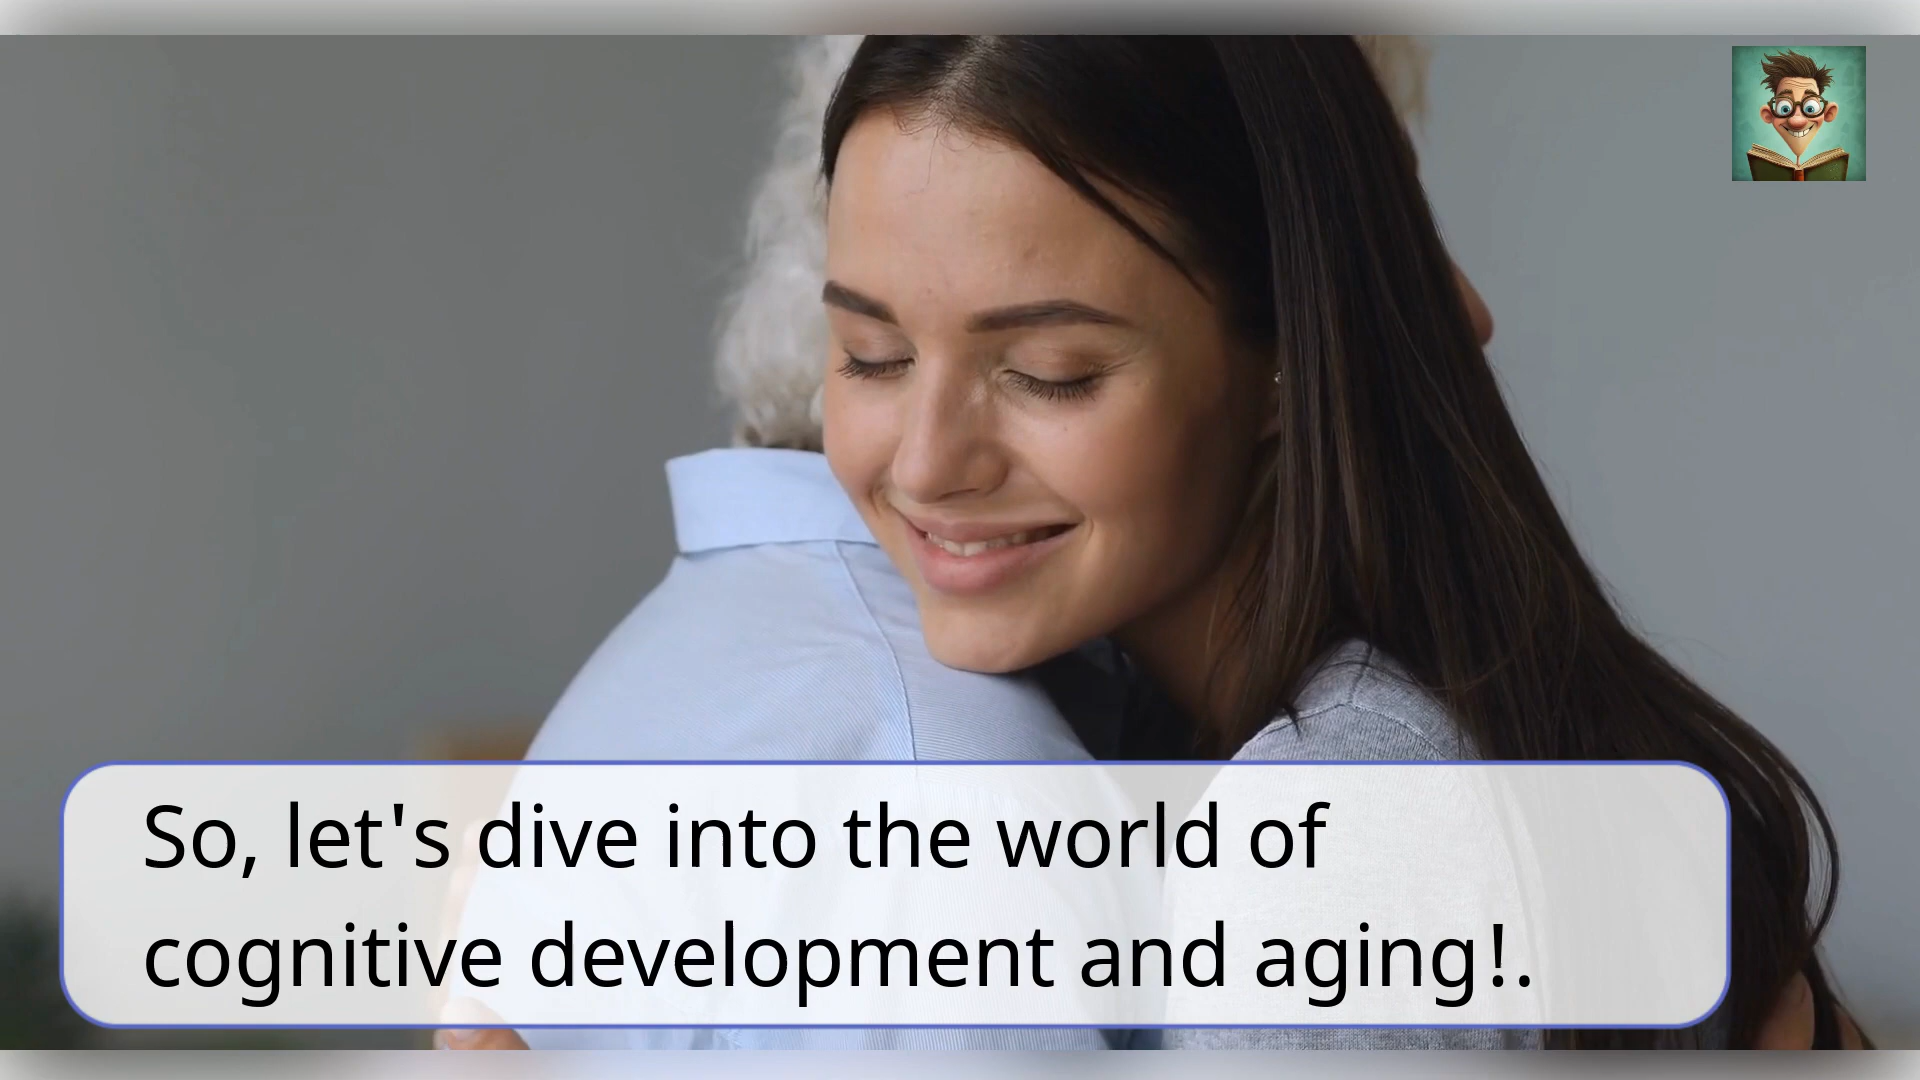 So, let's dive into the world of
cognitive development and aging!.